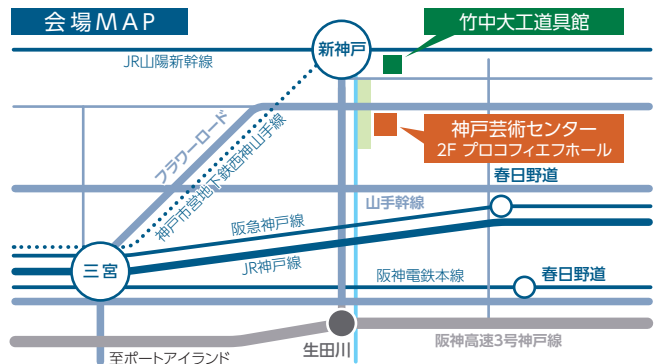 会場MAP
竹中大工道具館
新神戸
JR山陽新幹線
フラワーロード
神戸市営地下鉄西神山手線
神戸芸術センター
2F プロコフィエフホール
春日野道
山手幹線
阪急神戸線
三宮
JR神戸線
阪神電鉄本線
春日野道
生田川
阪神高速3号神戸線
至ポートアイランド